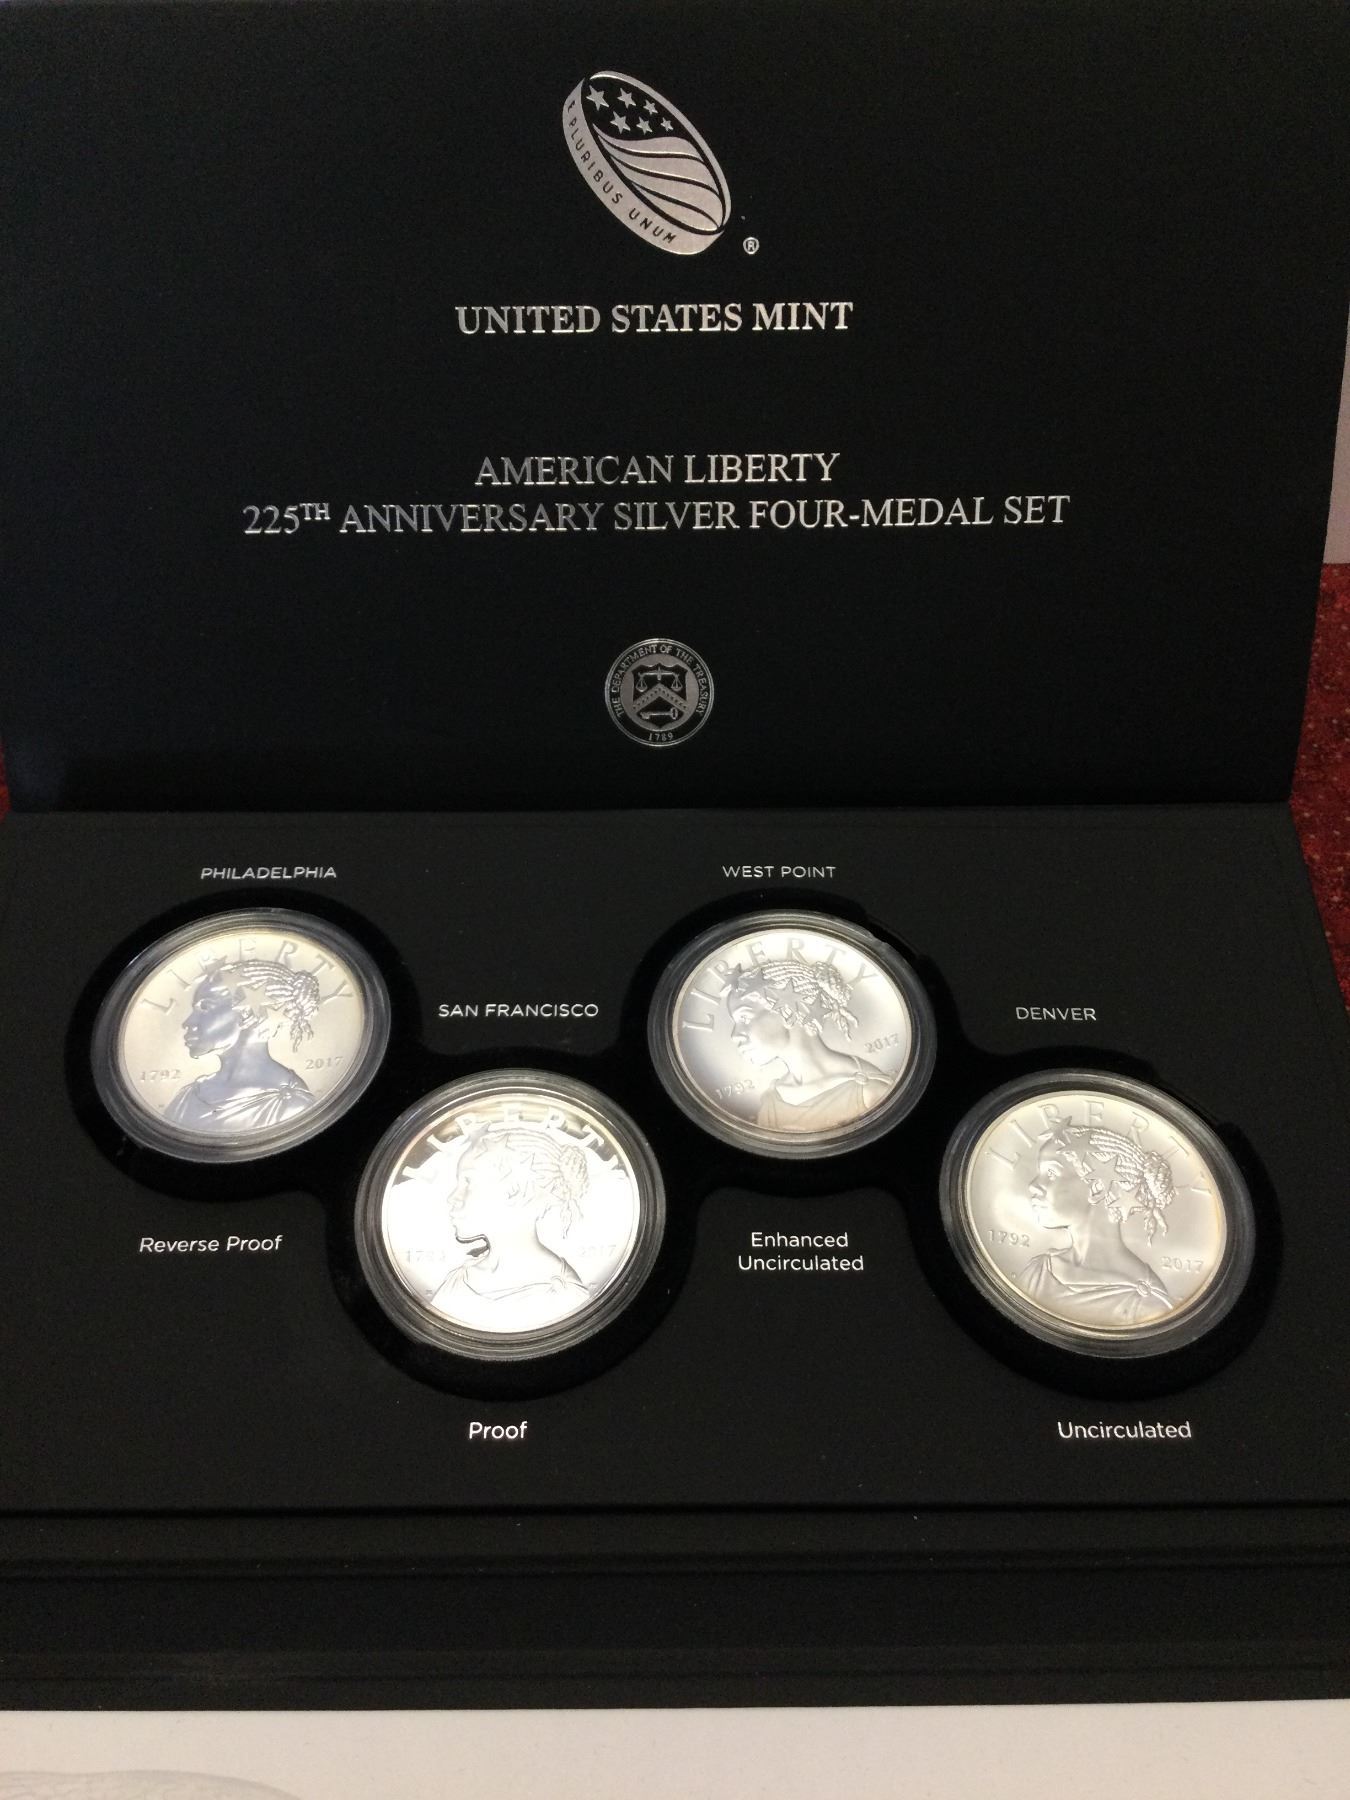 E PLURIBUS UNUM
®
UNITED STATES MINT
AMERICAN LIBERTY
225TH ANNIVERSARY SILVER FOUR-MEDAL SET
THE DEPARTMENT OF THE TREASURY
1789
PHILADELPHIA
LIBERTY
1792 2017
Reverse Proof
SAN FRANCISCO
LIBERTY
1792 2017
Proof
WEST POINT
LIBERTY
1792 2017
Enhanced
Uncirculated
DENVER
LIBERTY
1792 2017
Uncirculated